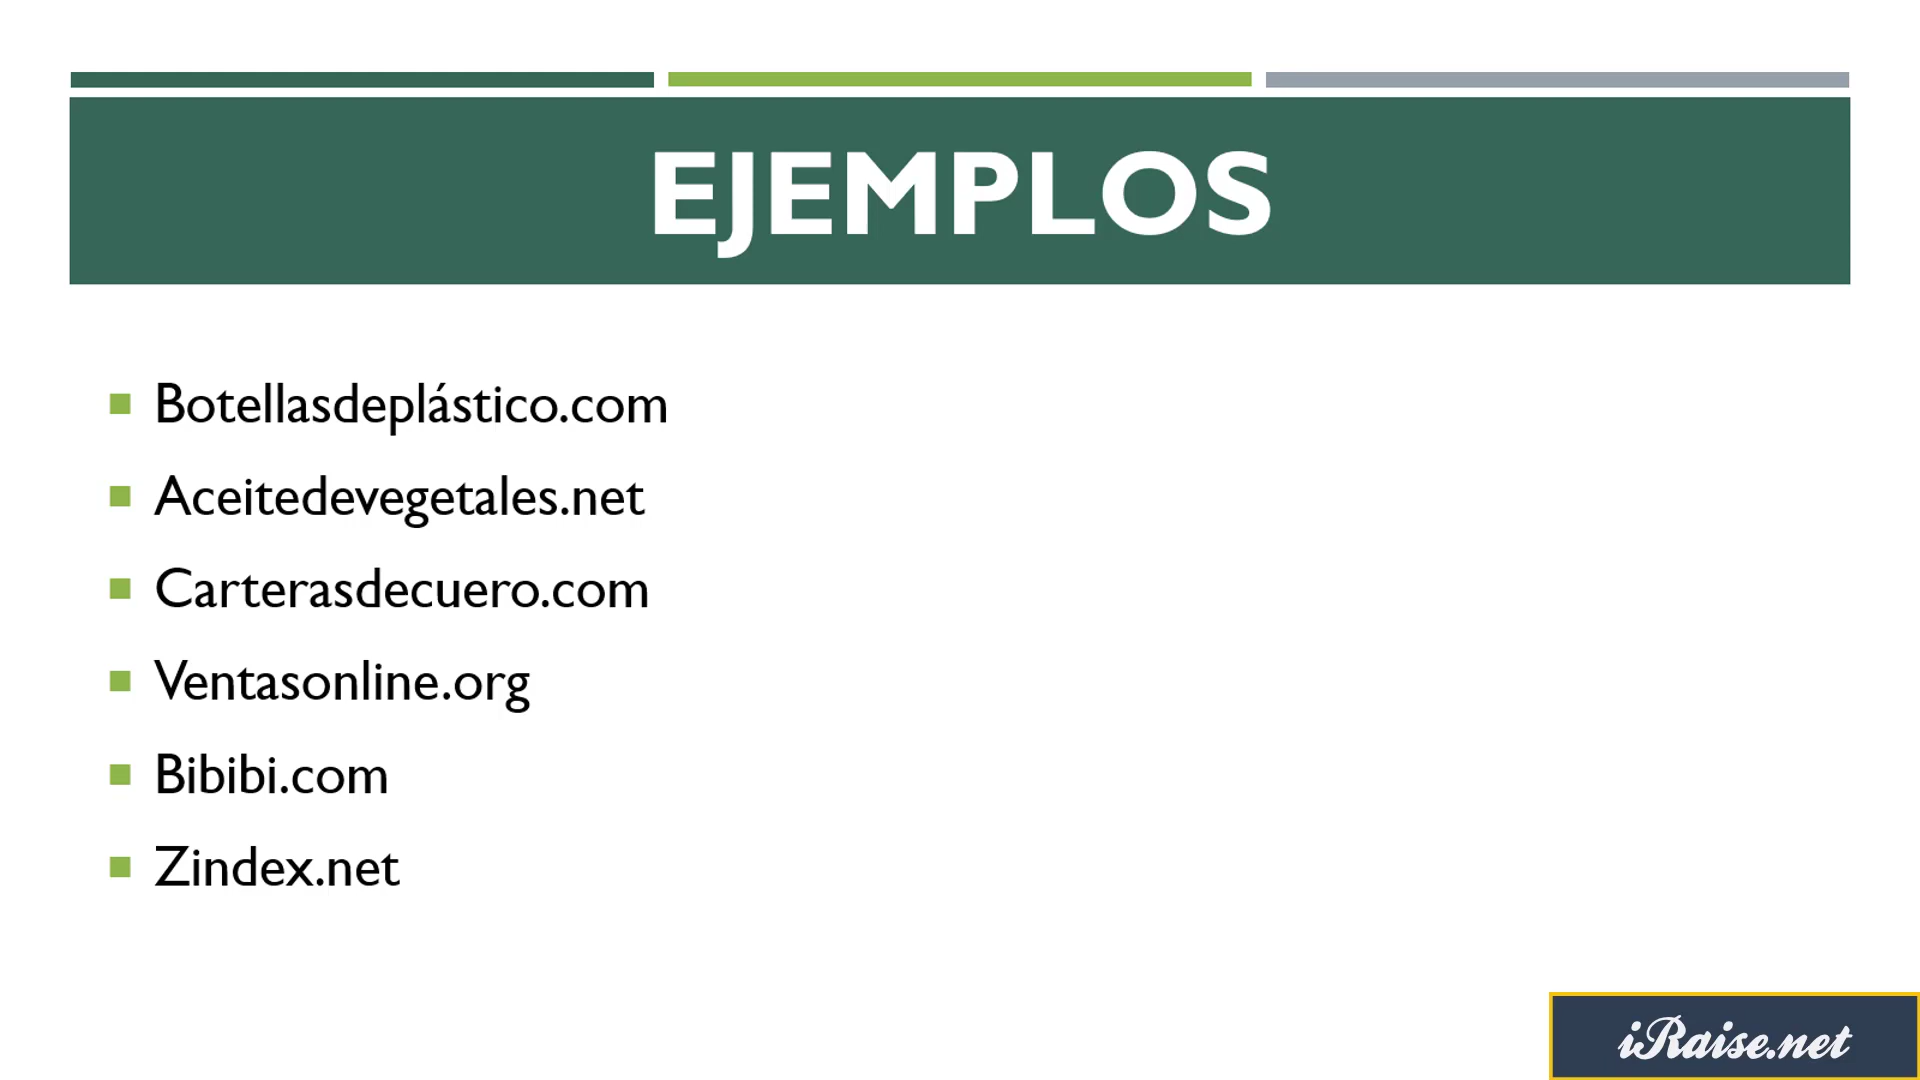 EJEMPLOS
Botellasdeplástico.com
Aceitedevegetales.net
Carterasdecuero.com
Ventasonline.org
Bibibi.com
Zindex.net
iRaise.net